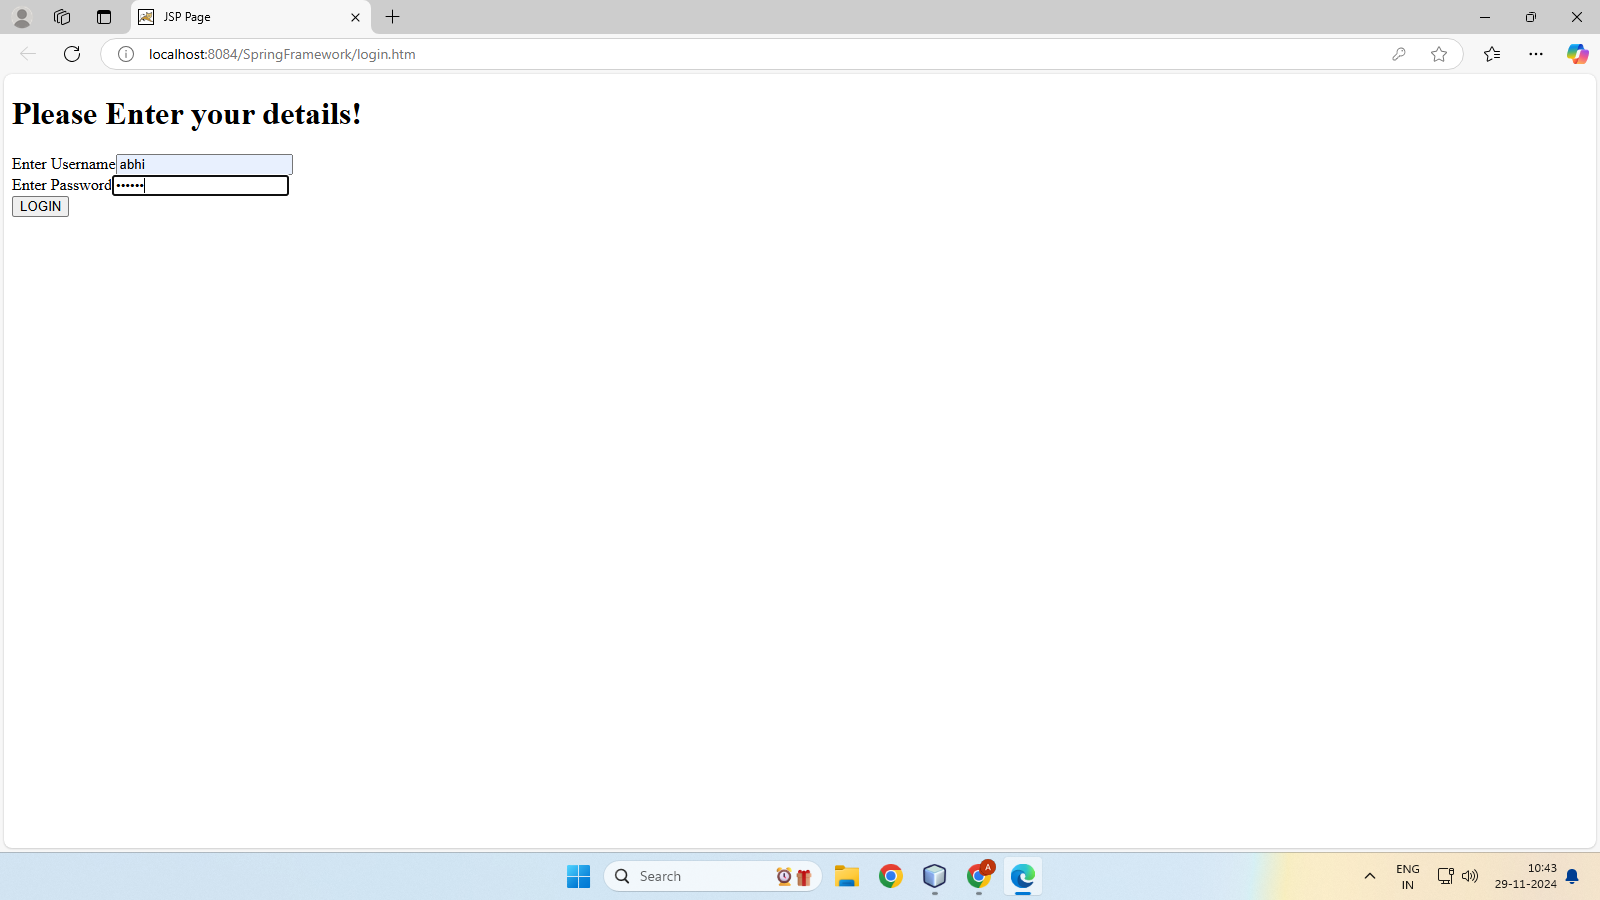 JSP Page
localhost:8084/SpringFramework/login.htm
Please Enter your details!
Enter Username abhi
Enter Password ••••••
LOGIN
Search
A
ENG
IN
10:43
29-11-2024